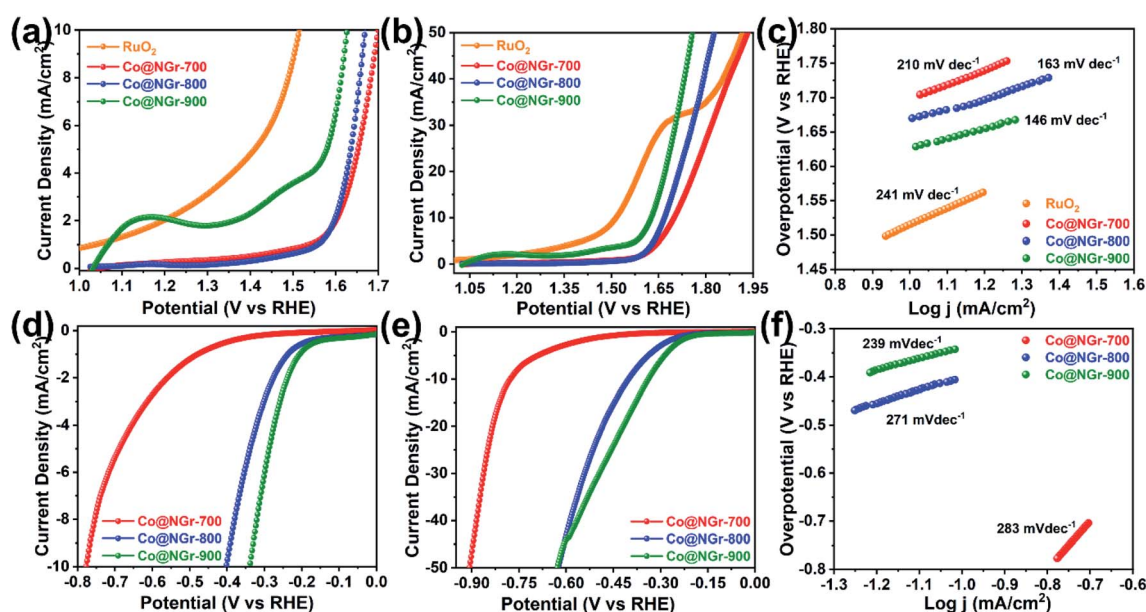 (a)
RuO2
Co@NGr-700
Co@NGr-800
Co@NGr-900
Current Density (mA/cm2)
10
8
6
4
2
0
1.0 1.1 1.2 1.3 1.4 1.5 1.6 1.7
Potential (V vs RHE)
(b)
RuO2
Co@NGr-700
Co@NGr-800
Co@NGr-900
Current Density (mA/cm2)
50
40
30
20
10
0
1.05 1.20 1.35 1.50 1.65 1.80 1.95
Potential (V vs RHE)
(c)
210 mV dec-1
163 mV dec-1
146 mV dec-1
241 mV dec-1
RuO2
Co@NGr-700
Co@NGr-800
Co@NGr-900
Overpotential (V vs RHE)
1.80
1.75
1.70
1.65
1.60
1.55
1.50
1.45
0.8 0.9 1.0 1.1 1.2 1.3 1.4 1.5 1.6
Log j (mA/cm2)
(d)
Co@NGr-700
Co@NGr-800
Co@NGr-900
Current Density (mA/cm2)
0
-2
-4
-6
-8
-10
-0.8 -0.7 -0.6 -0.5 -0.4 -0.3 -0.2 -0.1 0.0
Potential (V vs RHE)
(e)
Co@NGr-700
Co@NGr-800
Co@NGr-900
Current Density (mA/cm2)
0
-10
-20
-30
-45
-50
-0.90 -0.75 -0.60 -0.45 -0.30 -0.15 0.00
Potential (V vs RHE)
(f)
239 mVdec-1
271 mVdec-1
283 mVdec-1
Co@NGr-700
Co@NGr-800
Co@NGr-900
Overpotential (V vs RHE)
-0.3
-0.4
-0.5
-0.6
-0.7
-0.8
-1.3 -1.2 -1.1 -1.0 -0.9 -0.8 -0.7 -0.6
Log j (mA/cm2)